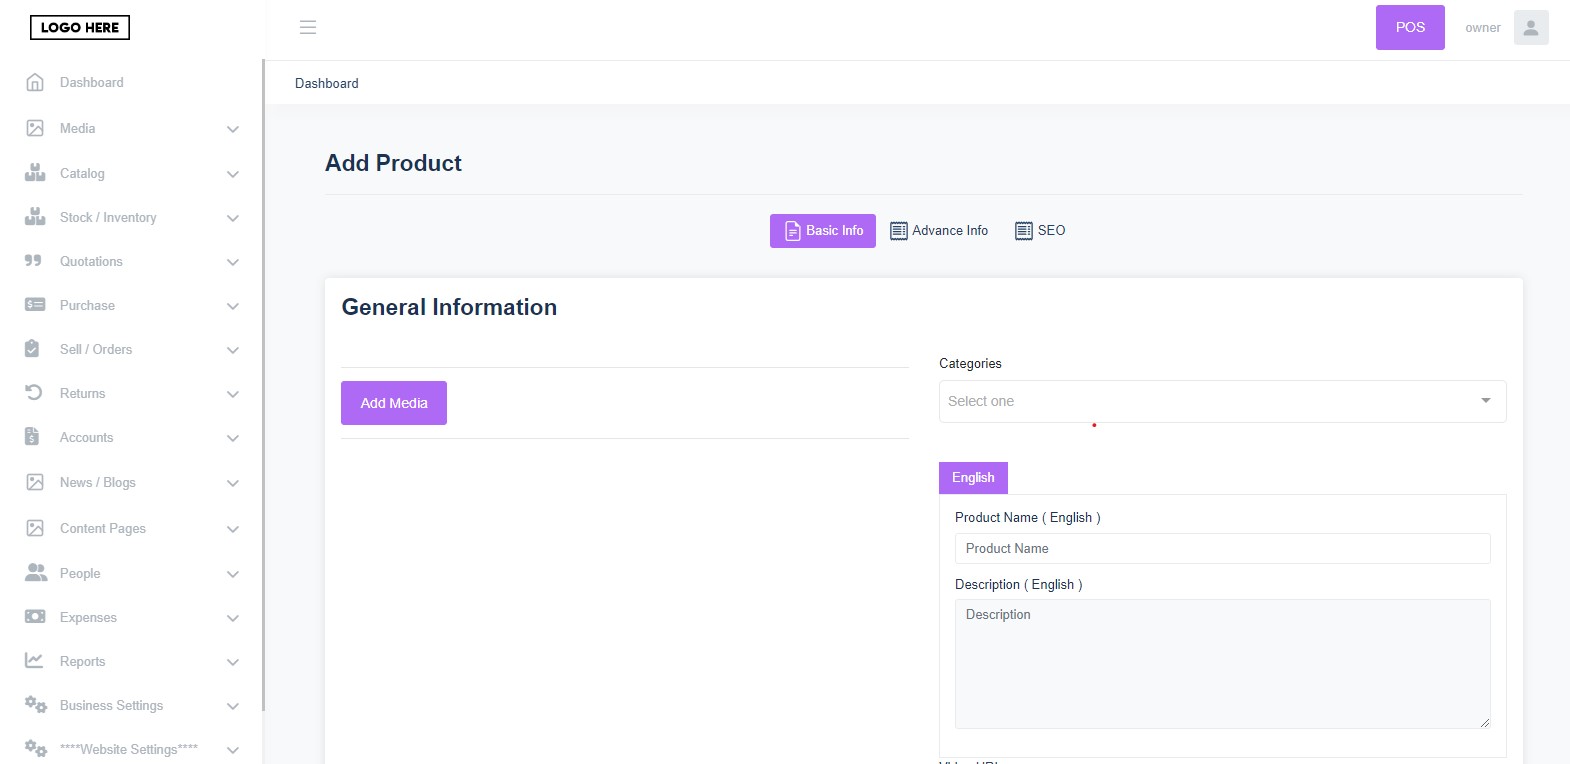 LOGO HERE
POS
owner
Dashboard
Dashboard
Media
Catalog
Stock / Inventory
Quotations
Purchase
Sell / Orders
Returns
Accounts
News / Blogs
Content Pages
People
Expenses
Reports
Business Settings
****Website Settings****
Add Product
Basic Info
Advance Info
SEO
General Information
Add Media
Categories
Select one
English
Product Name ( English )
Product Name
Description ( English )
Description